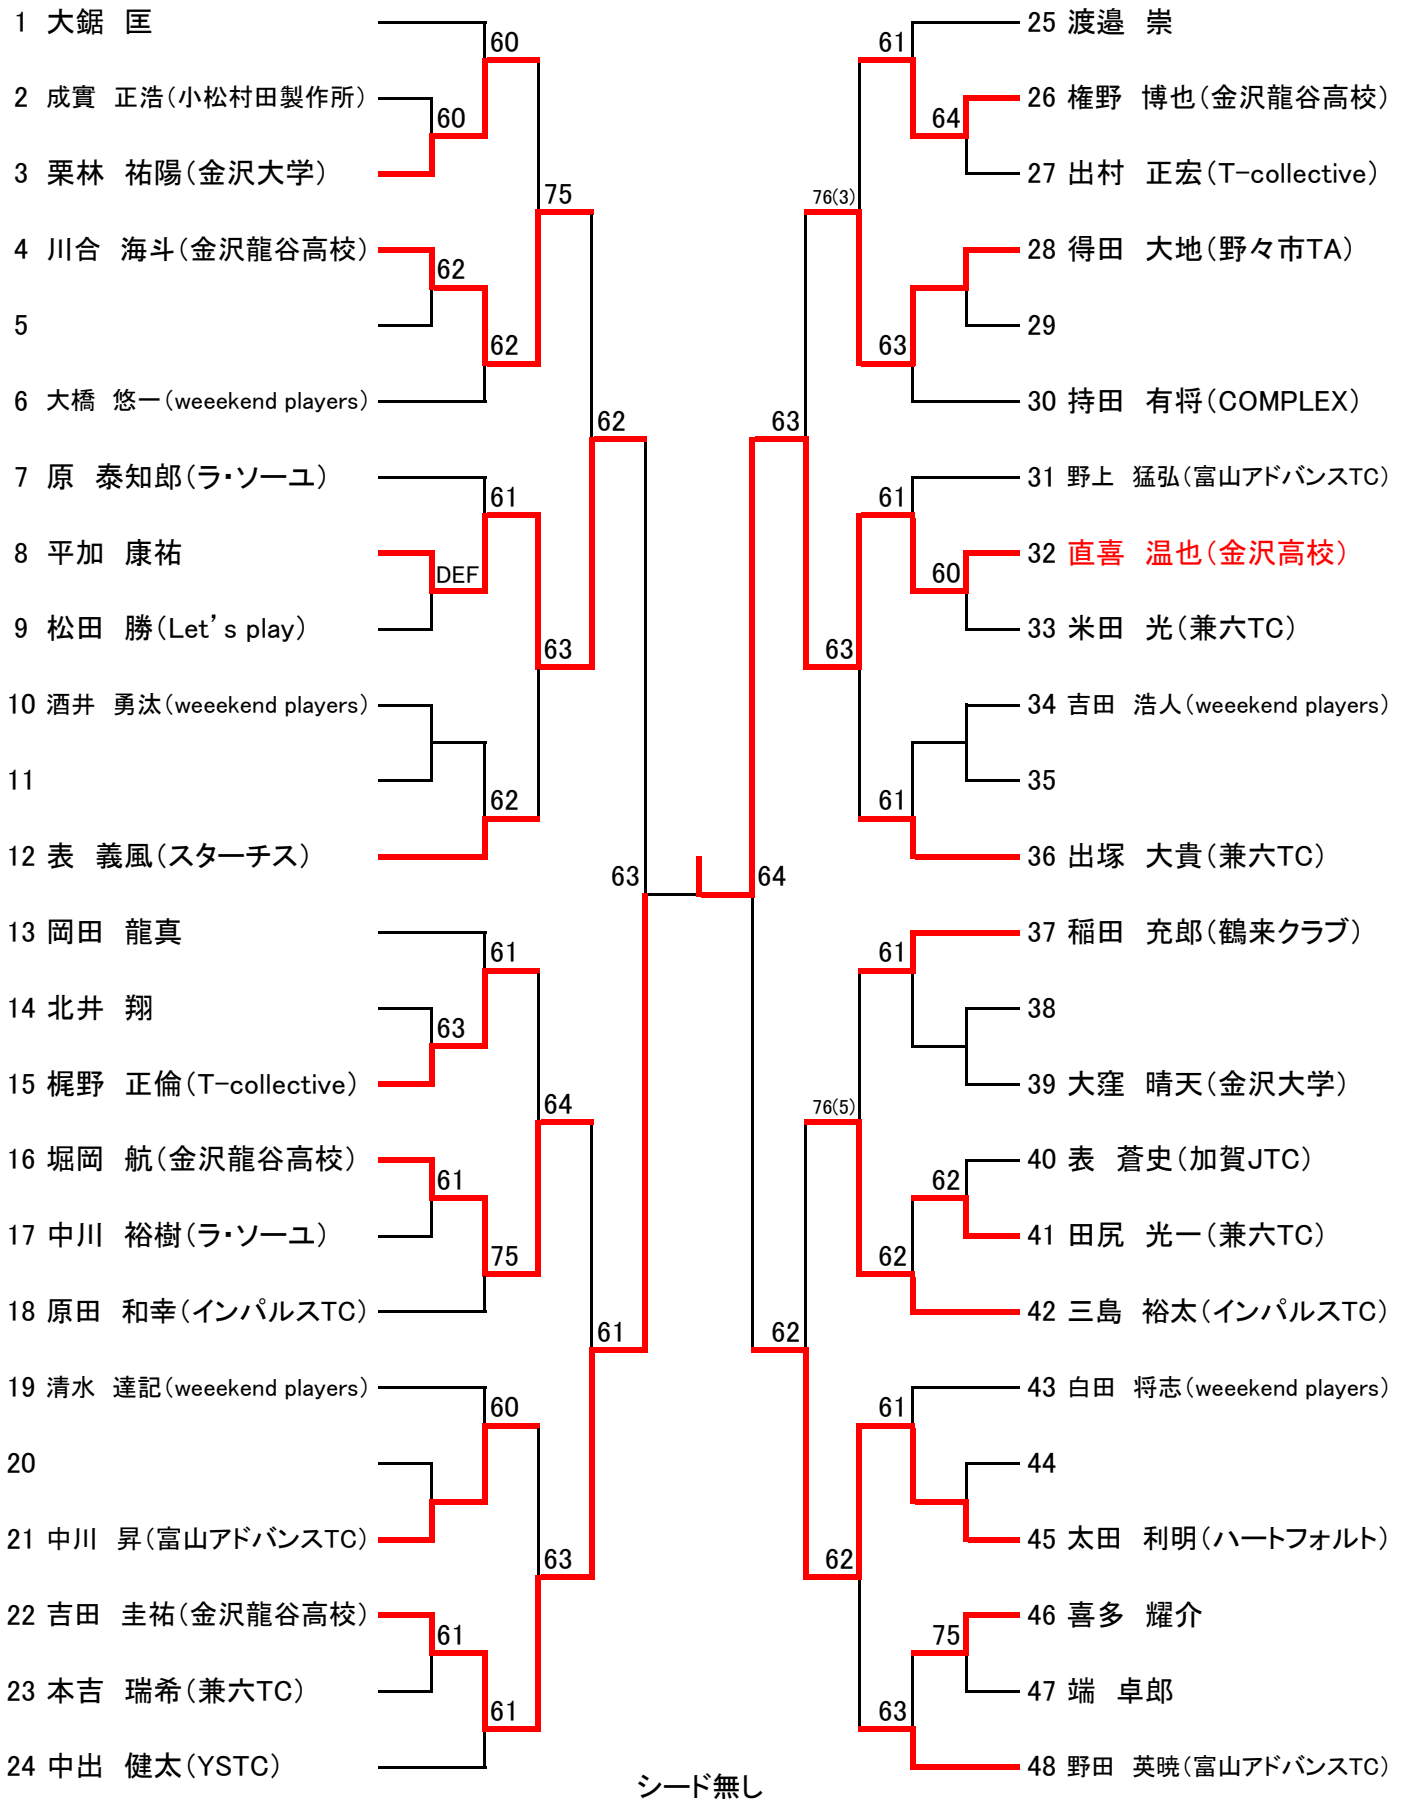 1 大鋸 匡
60
2 成實 正浩(小松村田製作所)
60
3 栗林 祐陽(金沢大学)
75
4 川合 海斗(金沢龍谷高校)
62
5
62
6 大橋 悠一(weeekend players)
62
7 原 泰知郎(ラ・ソーユ)
61
8 平加 康祐
DEF
9 松田 勝(Let’s play)
63
10 酒井 勇汰(weeekend players)
11
62
12 表 義風(スターチス)
63
13 岡田 龍真
61
14 北井 翔
63
15 梶野 正倫(T-collective)
64
16 堀岡 航(金沢龍谷高校)
61
17 中川 裕樹(ラ・ソーユ)
75
18 原田 和幸(インパルスTC)
61
19 清水 達記(weeekend players)
60
20
21 中川 昇(富山アドバンスTC)
63
22 吉田 圭祐(金沢龍谷高校)
61
23 本吉 瑞希(兼六TC)
61
24 中出 健太(YSTC)
25 渡邉 崇
61
26 権野 博也(金沢龍谷高校)
64
27 出村 正宏(T-collective)
76(3)
28 得田 大地(野々市TA)
29
63
30 持田 有将(COMPLEX)
63
31 野上 猛弘(富山アドバンスTC)
61
32 直喜 温也(金沢高校)
60
33 米田 光(兼六TC)
63
34 吉田 浩人(weeekend players)
35
61
36 出塚 大貴(兼六TC)
64
37 稲田 充郎(鶴来クラブ)
61
38
39 大窪 晴天(金沢大学)
76(5)
40 表 蒼史(加賀JTC)
62
41 田尻 光一(兼六TC)
62
42 三島 裕太(インパルスTC)
62
43 白田 将志(weeekend players)
61
44
45 太田 利明(ハートフォルト)
62
46 喜多 耀介
75
47 端 卓郎
63
48 野田 英暁(富山アドバンスTC)
シード無し